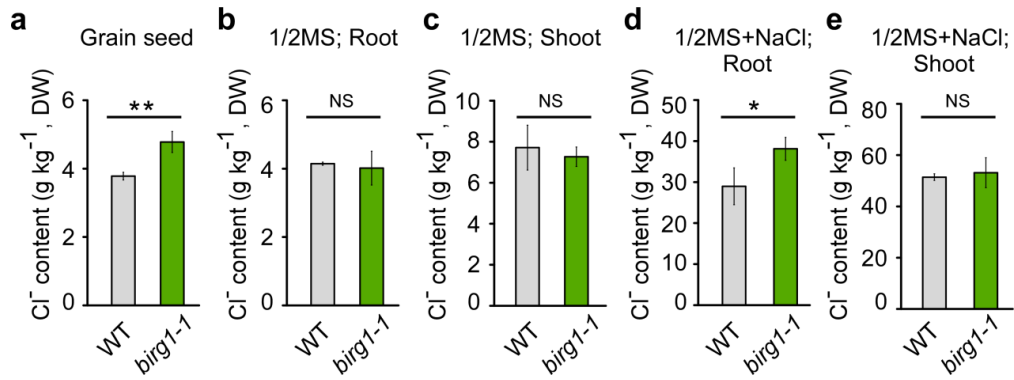 a
Grain seed
Cl⁻ content (g kg⁻¹, DW)
6
4
2
0
**
WT
birg1-1
b
1/2MS; Root
Cl⁻ content (g kg⁻¹, DW)
6
4
2
0
NS
WT
birg1-1
c
1/2MS; Shoot
Cl⁻ content (g kg⁻¹, DW)
10
8
6
4
2
0
NS
WT
birg1-1
d
1/2MS+NaCl;
Root
Cl⁻ content (g kg⁻¹, DW)
50
40
30
20
10
0
*
WT
birg1-1
e
1/2MS+NaCl;
Shoot
Cl⁻ content (g kg⁻¹, DW)
80
60
40
20
0
NS
WT
birg1-1